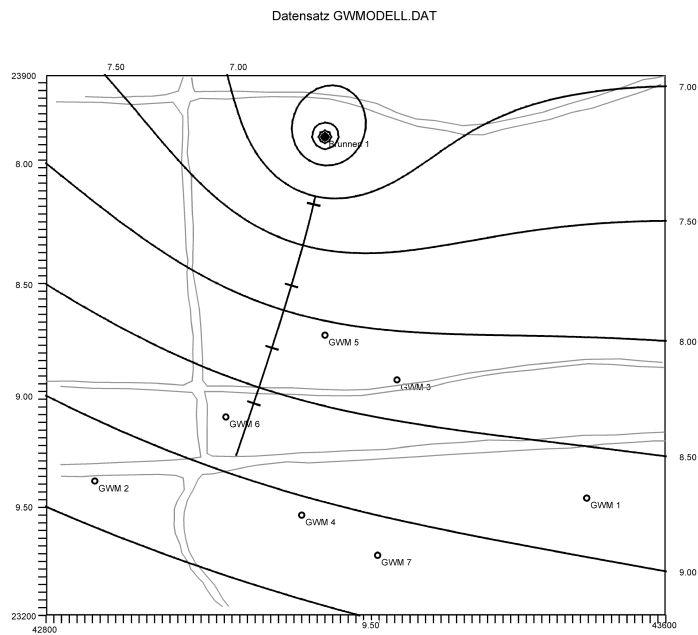 Datensatz GWMODELL.DAT
7.50
7.00
23900
7.00
Brunnen 1
8.00
7.50
8.50
GWM 5
8.00
GWM 3
9.00
GWM 6
8.50
GWM 2
GWM 1
9.50
GWM 4
GWM 7
9.00
23200
42800
9.50
43600